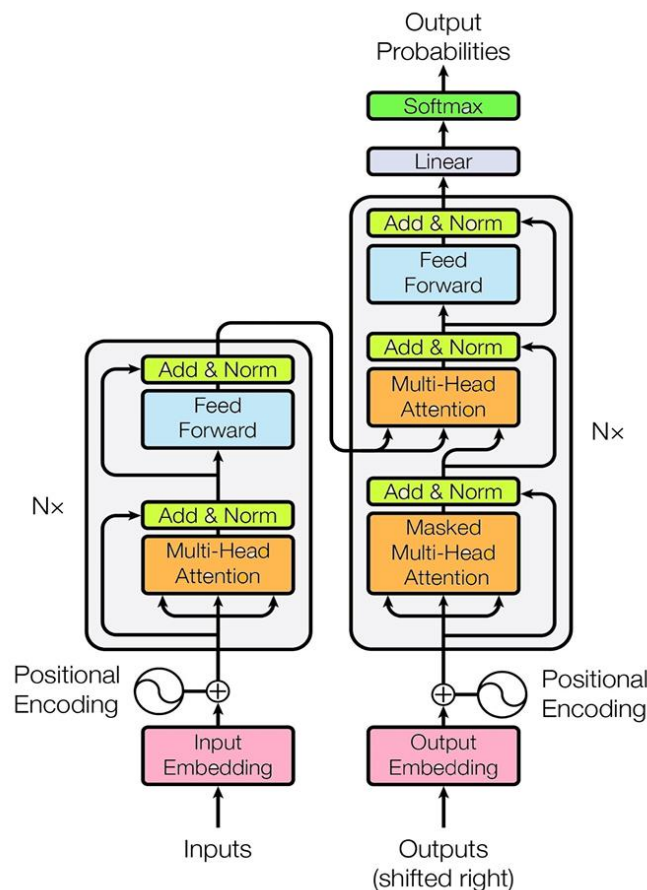 Output
Probabilities
Softmax
Linear
Add & Norm
Feed
Forward
Add & Norm
Multi-Head
Attention
Add & Norm
Masked
Multi-Head
Attention
N×
Positional
Encoding
Output
Embedding
Outputs
(shifted right)
Add & Norm
Feed
Forward
Add & Norm
Multi-Head
Attention
N×
Positional
Encoding
Input
Embedding
Inputs